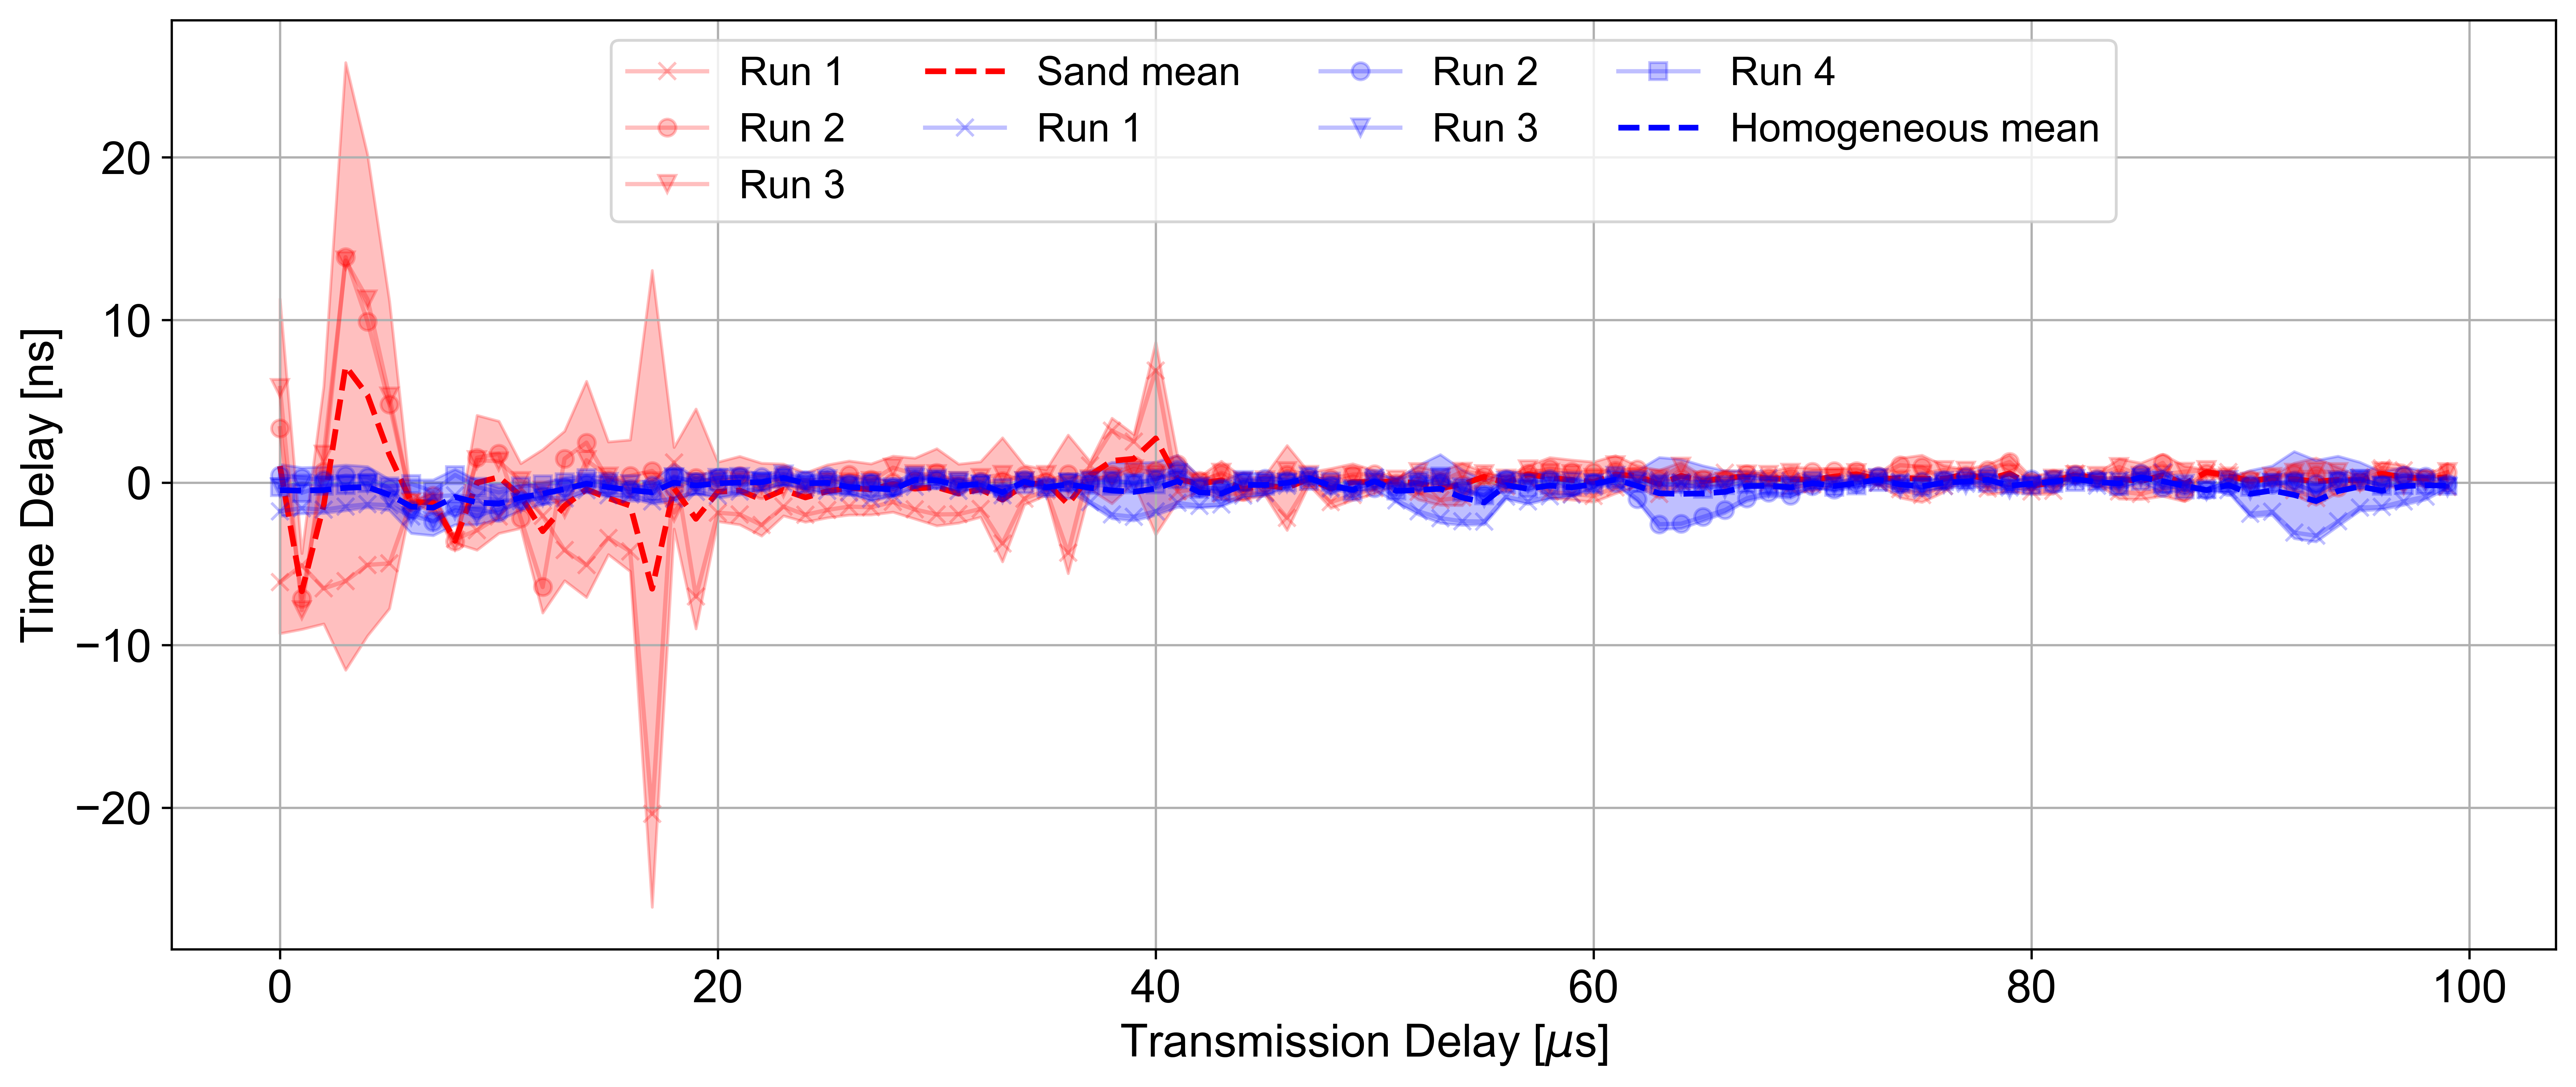 Run 1
Run 2
Run 3
Sand mean
Run 1
Run 2
Run 3
Run 4
Homogeneous mean
Time Delay [ns]
20
10
0
−10
−20
0
20
40
60
80
100
Transmission Delay [μs]